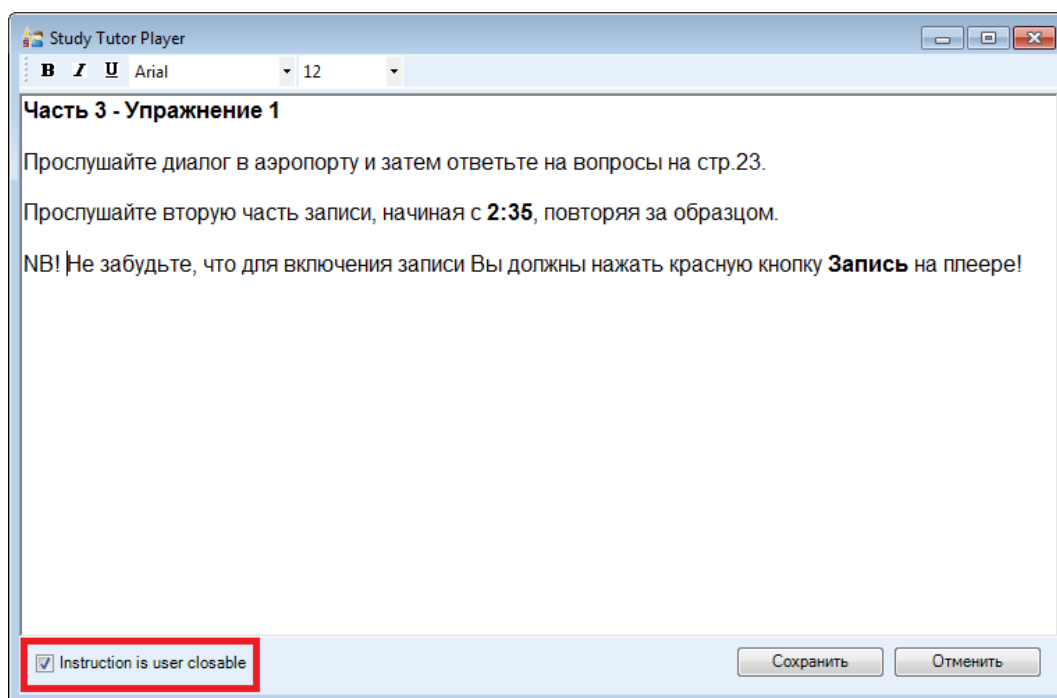 Study Tutor Player
B I U Arial 12
Часть 3 - Упражнение 1
Прослушайте диалог в аэропорту и затем ответьте на вопросы на стр.23.
Прослушайте вторую часть записи, начиная с 2:35, повторяя за образцом.
NB! Не забудьте, что для включения записи Вы должны нажать красную кнопку Запись на плеере!
Instruction is user closable Сохранить Отменить